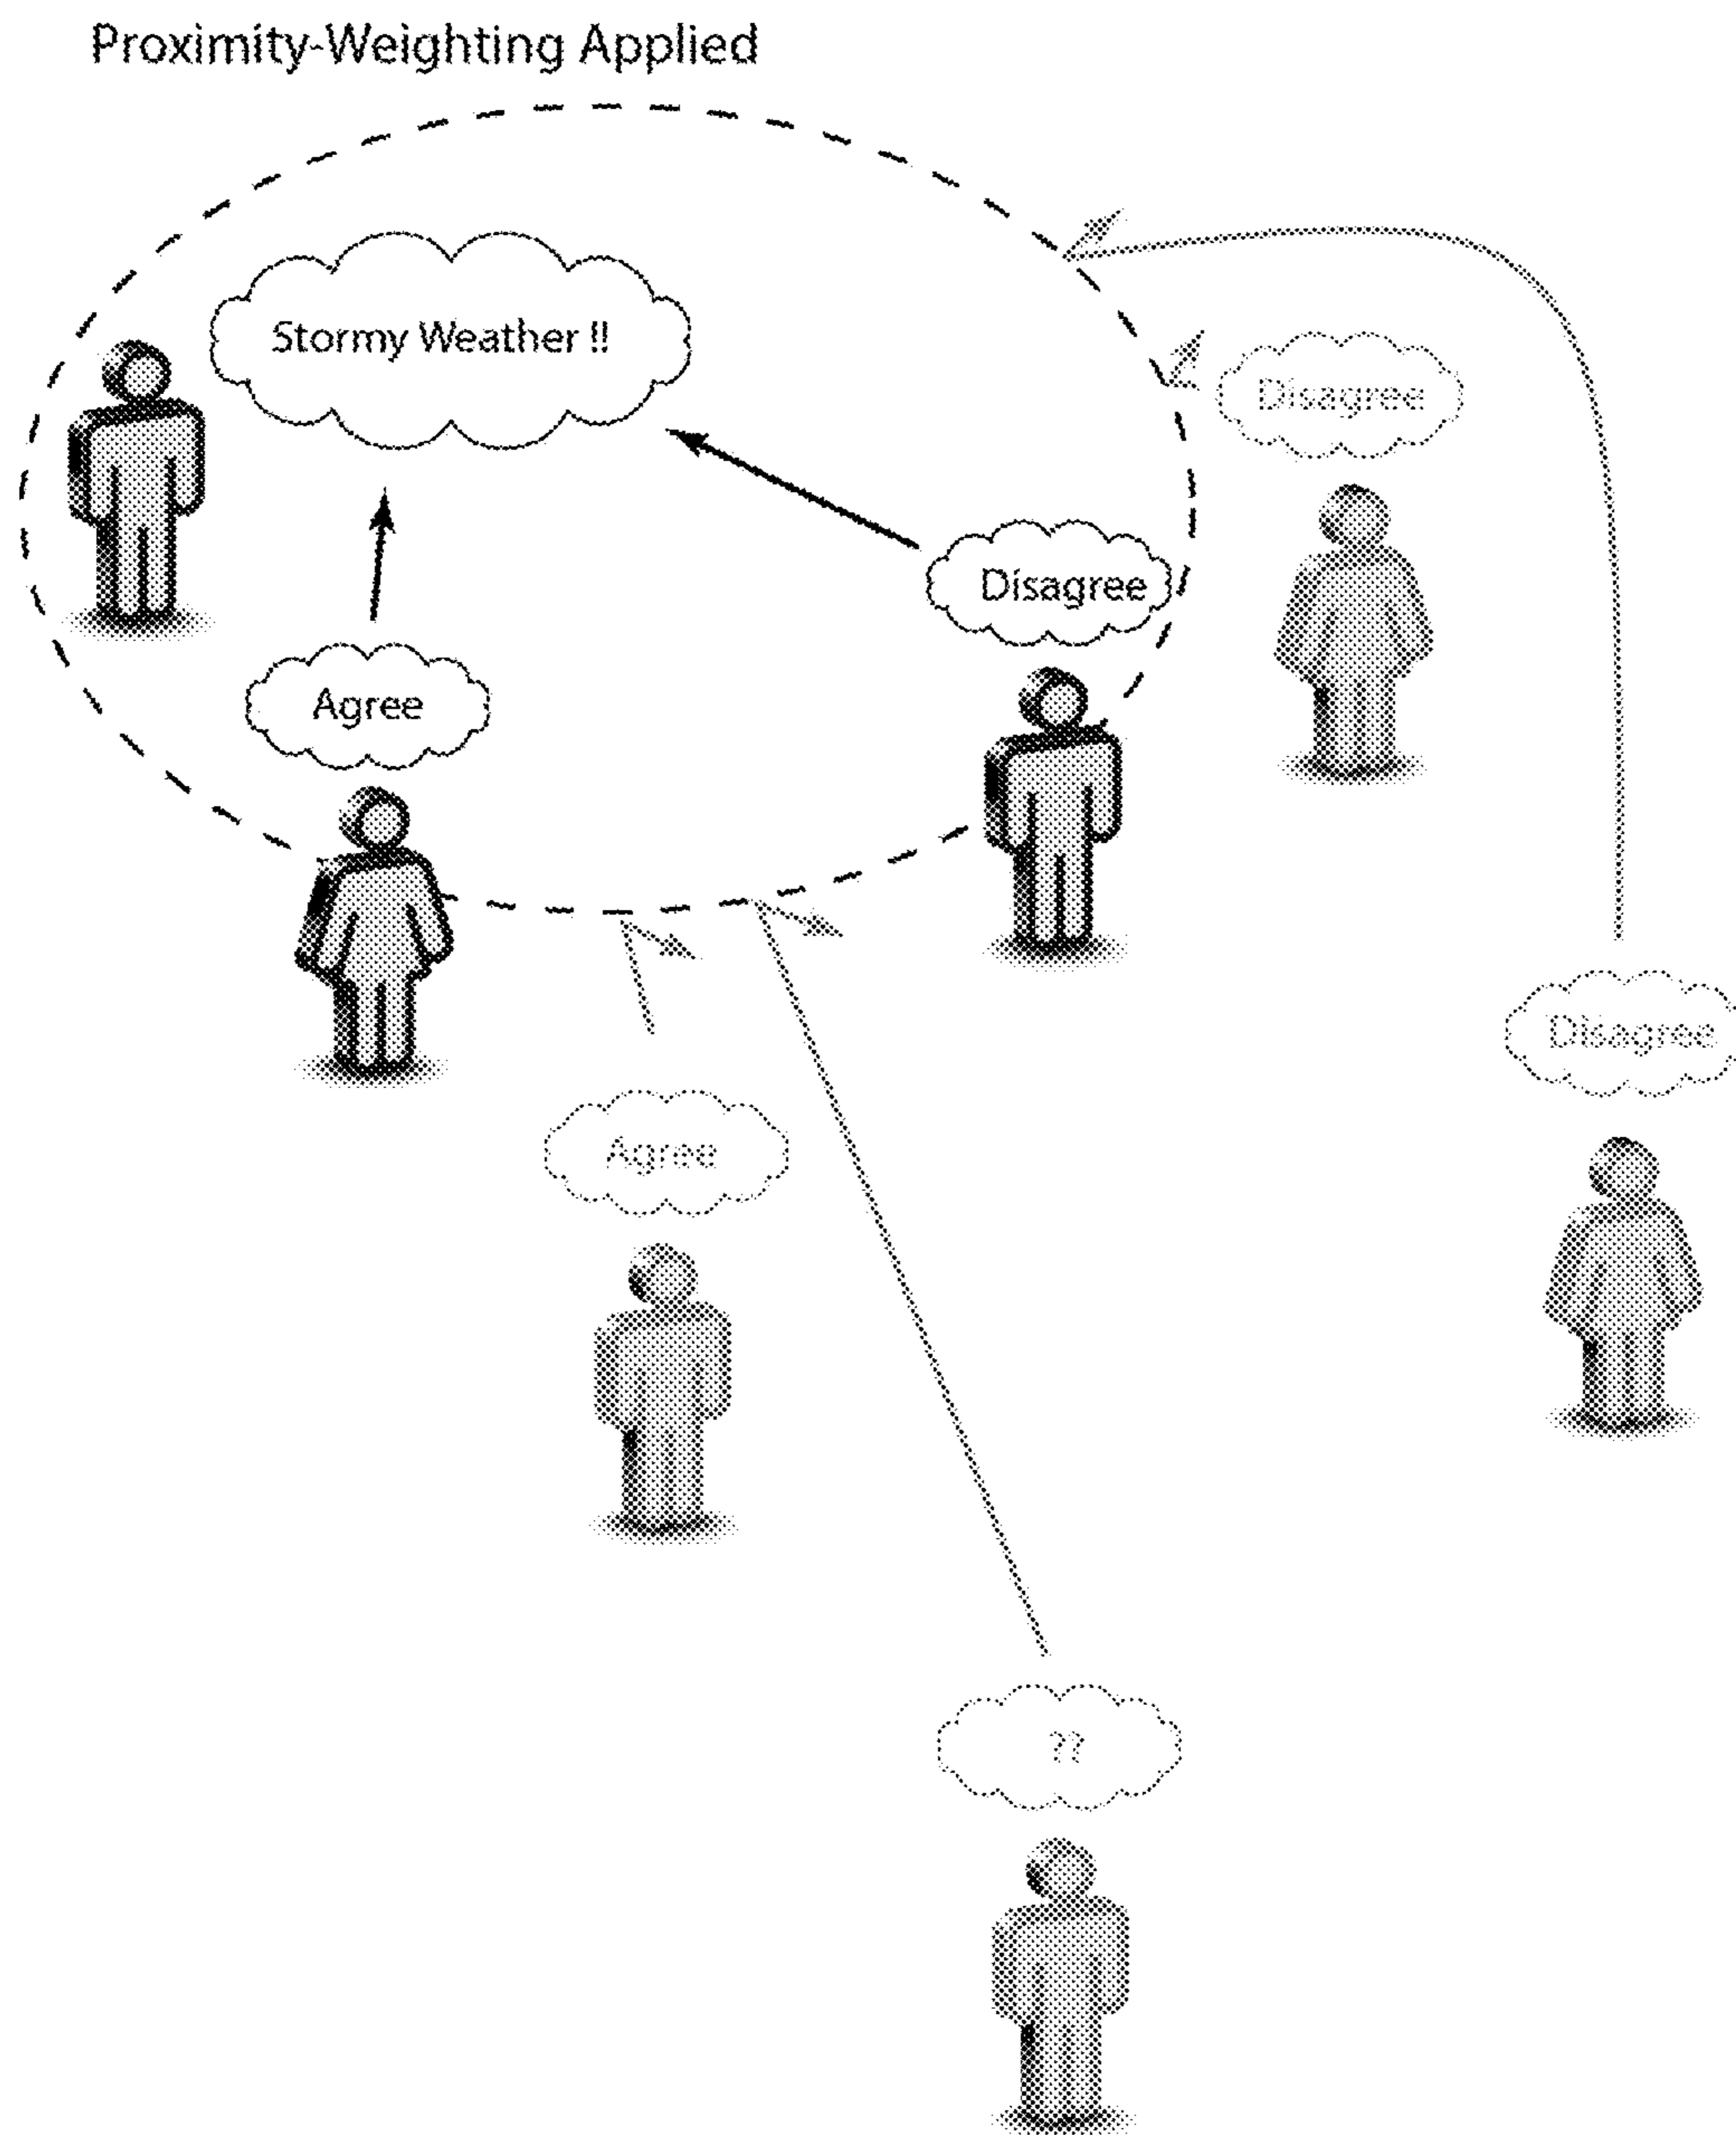 Proximity-Weighting Applied
Stormy Weather !!
Disagree
Disagree
Agree
Disagree
Agree
??